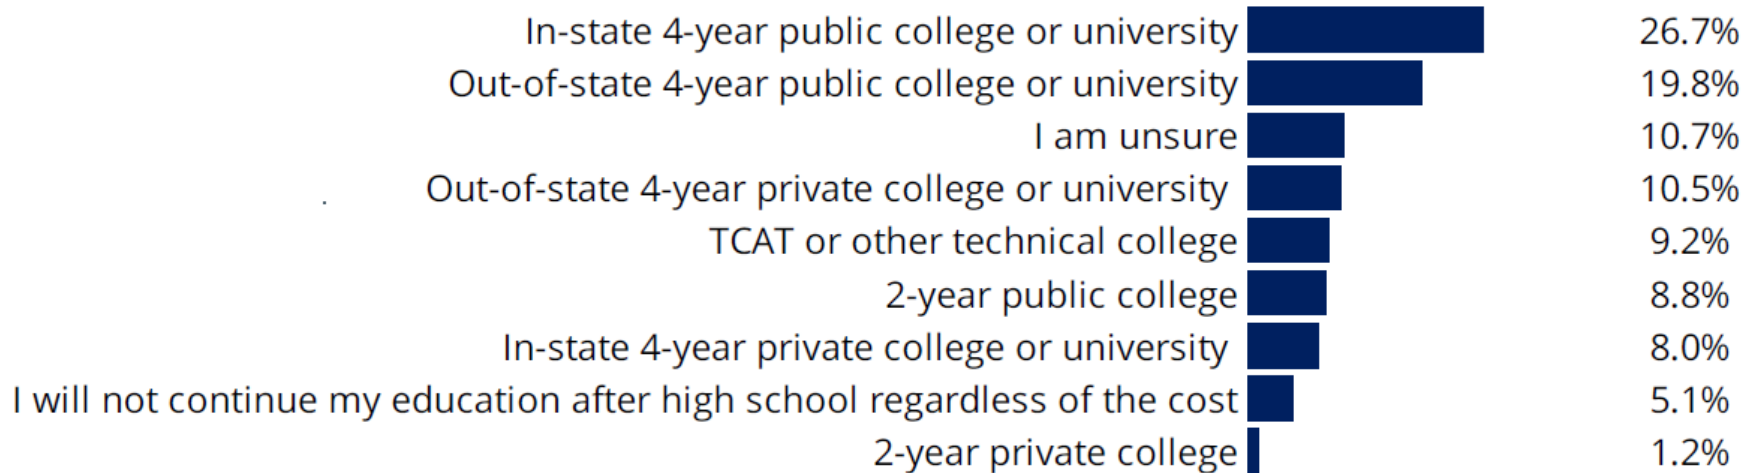 In-state 4-year public college or university 26.7%
Out-of-state 4-year public college or university 19.8%
I am unsure 10.7%
Out-of-state 4-year private college or university 10.5%
TCAT or other technical college 9.2%
2-year public college 8.8%
In-state 4-year private college or university 8.0%
I will not continue my education after high school regardless of the cost 5.1%
2-year private college 1.2%